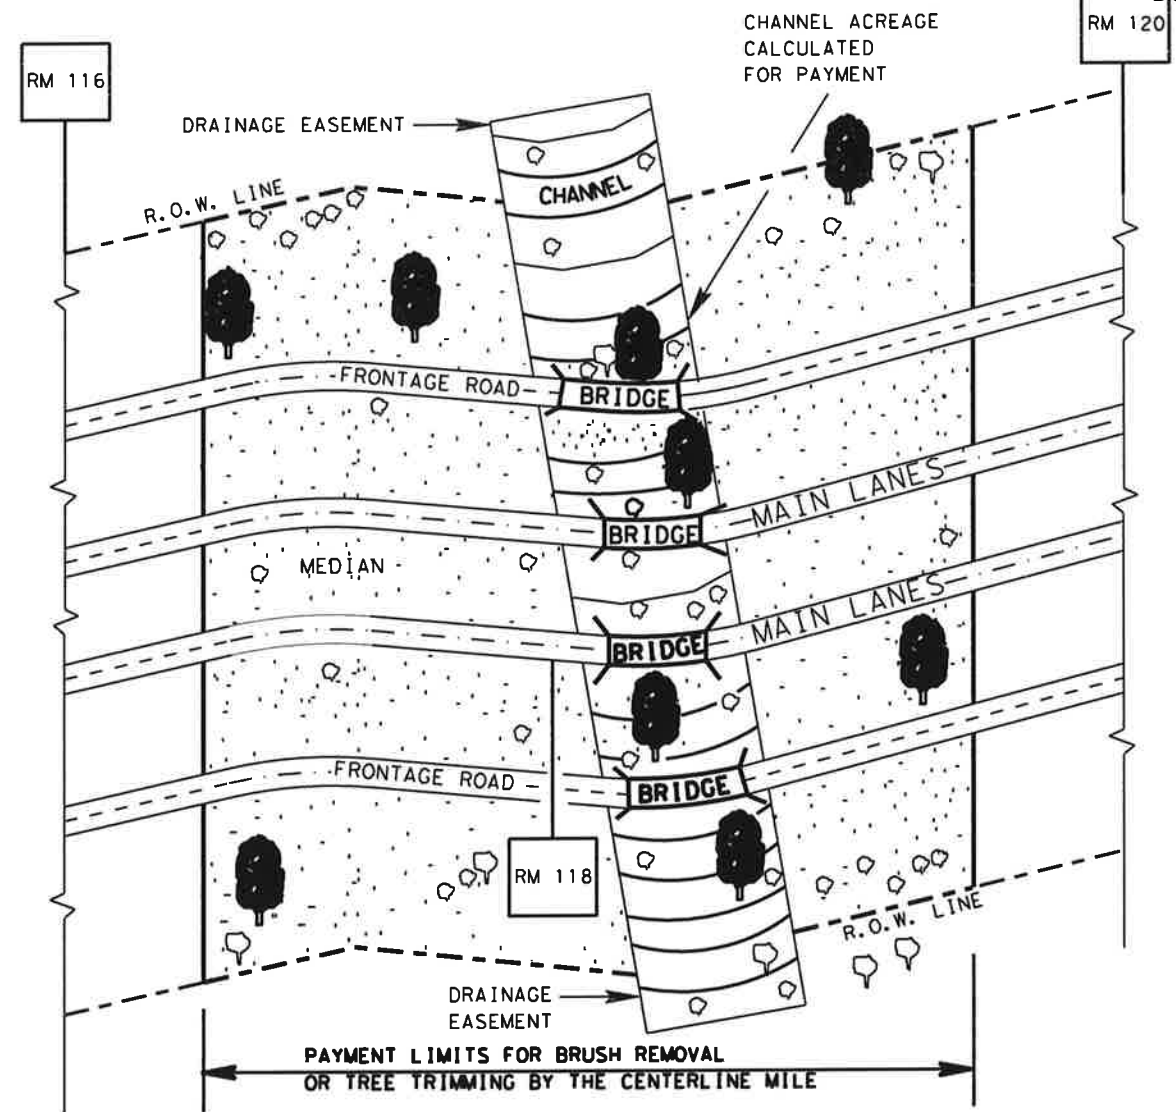 CHANNEL ACREAGE
CALCULATED
FOR PAYMENT
RM 120
RM 116
DRAINAGE EASEMENT
R.O.W. LINE
CHANNEL
FRONTAGE ROAD
BRIDGE
MAIN LANES
BRIDGE
MEDIAN
MAIN LANES
BRIDGE
FRONTAGE ROAD
BRIDGE
RM 118
R.O.W. LINE
DRAINAGE
EASEMENT
PAYMENT LIMITS FOR BRUSH REMOVAL
OR TREE TRIMMING BY THE CENTERLINE MILE